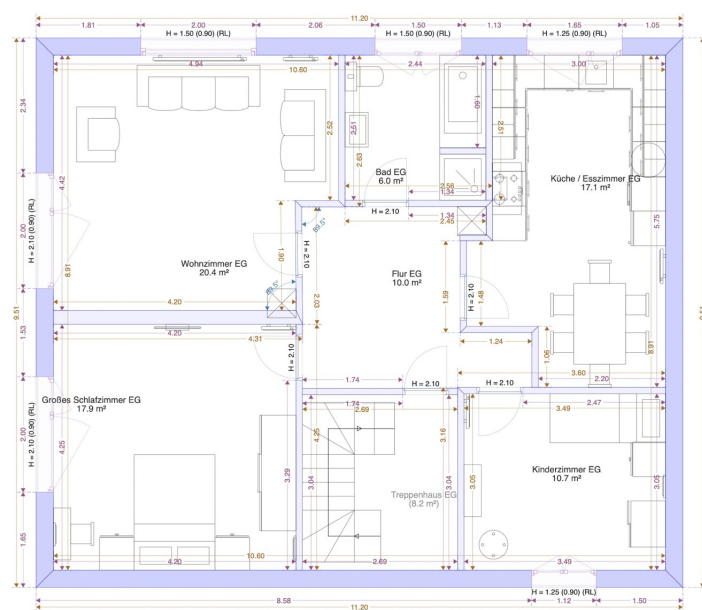 11.20
1.81
2.00
2.06
1.50
1.13
1.65
1.05
H = 1.50 (0.90) (RL)
H = 1.50 (0.90) (RL)
H = 1.25 (0.90) (RL)
4.94
2.44
3.00
10.60
2.34
2.52
2.51
2.63
1.60
2.51
Bad EG
6.0 m²
Küche / Esszimmer EG
17.1 m²
4.42
2.56
1.34
H = 2.10
1.34
2.45
89.5°
H = 2.10
1.90
2.00
H = 2.10 (0.90) (RL)
8.91
5.75
Wohnzimmer EG
20.4 m²
Flur EG
10.0 m²
89.5°
H = 2.10
1.48
1.59
2.03
4.20
9.51
9.51
1.53
4.20
4.31
H = 2.10
1.24
1.06
8.91
3.60
2.20
1.74
H = 2.10
H = 2.10
1.74
2.69
3.49
2.47
Großes Schlafzimmer EG
17.9 m²
2.00
H = 2.10 (0.90) (RL)
4.25
4.25
3.16
3.29
3.04
3.04
3.05
3.05
Kinderzimmer EG
10.7 m²
Treppenhaus EG
(8.2 m²)
1.65
10.60
4.20
2.69
3.49
H = 1.25 (0.90) (RL)
8.58
1.12
1.50
11.20